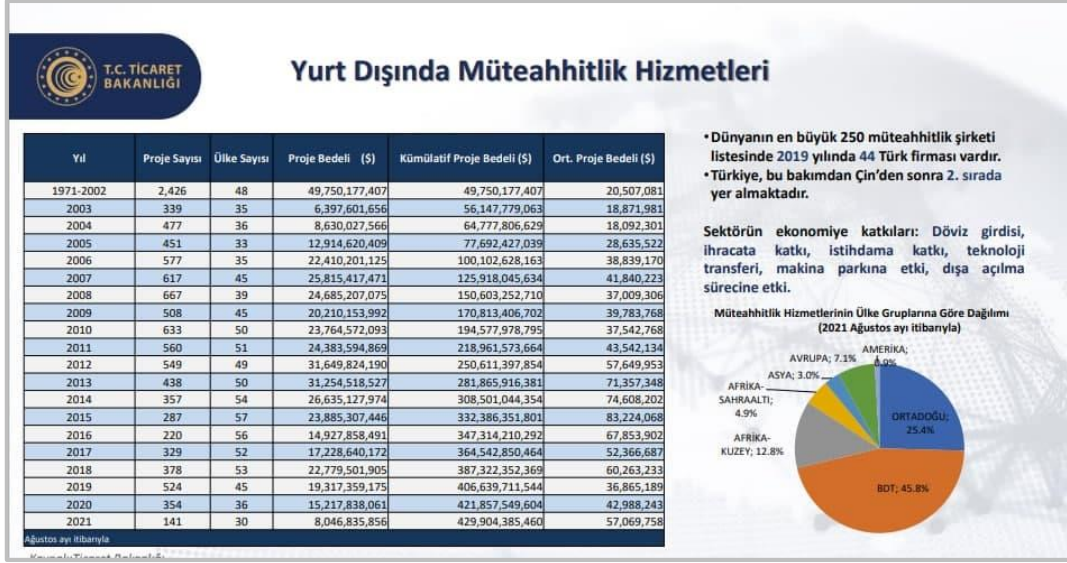 T.C. TİCARET
BAKANLIĞI
Yurt Dışında Müteahhitlik Hizmetleri
Yıl Proje Sayısı Ülke Sayısı Proje Bedeli ($) Kümülatif Proje Bedeli ($) Ort. Proje Bedeli ($)
1971-2002 2,426 48 49,750,177,407 49,750,177,407 20,507,081
2003 339 35 6,397,601,656 56,147,779,063 18,871,981
2004 477 36 8,630,027,566 64,777,806,629 18,092,301
2005 451 33 12,914,620,409 77,692,427,039 28,635,522
2006 577 35 22,410,201,125 100,102,628,163 38,839,170
2007 617 45 25,815,417,471 125,918,045,634 41,840,223
2008 667 39 24,685,207,075 150,603,252,710 37,009,306
2009 508 45 20,210,153,992 170,813,406,702 39,783,768
2010 633 50 23,764,572,093 194,577,978,795 37,542,768
2011 560 51 24,383,594,869 218,961,573,664 43,542,134
2012 549 49 31,649,824,190 250,611,397,854 57,649,953
2013 438 50 31,254,518,527 281,865,916,381 71,357,348
2014 357 54 26,635,127,974 308,501,044,354 74,608,202
2015 287 57 23,885,307,446 332,386,351,801 83,224,068
2016 220 56 14,927,858,491 347,314,210,292 67,853,902
2017 329 52 17,228,640,172 364,542,850,464 52,366,687
2018 378 53 22,779,501,905 387,322,352,369 60,263,233
2019 524 45 19,317,359,175 406,639,711,544 36,865,189
2020 354 36 15,217,838,061 421,857,549,604 42,988,243
2021 141 30 8,046,835,856 429,904,385,460 57,069,758
Ağustos ayı itibarıyla
•Dünyanın en büyük 250 müteahhitlik şirketi
listesinde 2019 yılında 44 Türk firması vardır.
•Türkiye, bu bakımdan Çin'den sonra 2. sırada
yer almaktadır.
Sektörün ekonomiye katkıları: Döviz girdisi,
ihracata katkı, istihdama katkı, teknoloji
transferi, makina parkına etki, dışa açılma
sürecine etki.
Müteahhitlik Hizmetlerinin Ülke Gruplarına Göre Dağılımı
(2021 Ağustos ayı itibarıyla)
AMERİKA;
0.9%
AVRUPA; 7.1%
ASYA; 3.0%
AFRİKA-
SAHRAALTI;
4.9%
AFRİKA-
KUZEY; 12.8%
ORTADOĞU;
25.4%
BDT; 45.8%